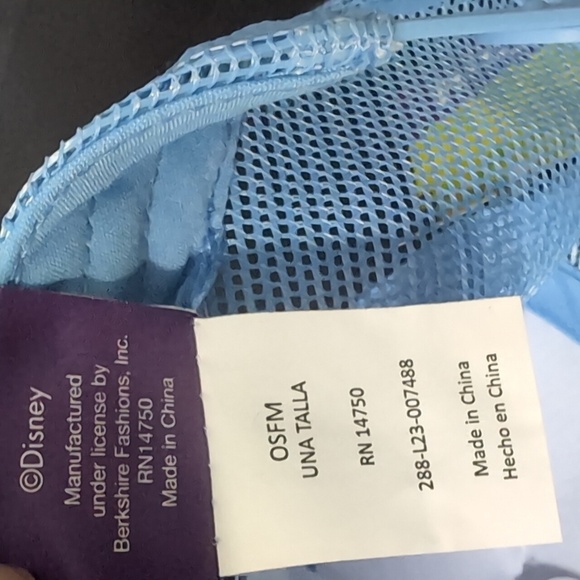 ©Disney
Manufactured
under license by
Berkshire Fashions, Inc.
RN14750
Made in China
OSFM
UNA TALLA
RN 14750
288-L23-007488
Made in China
Hecho en China